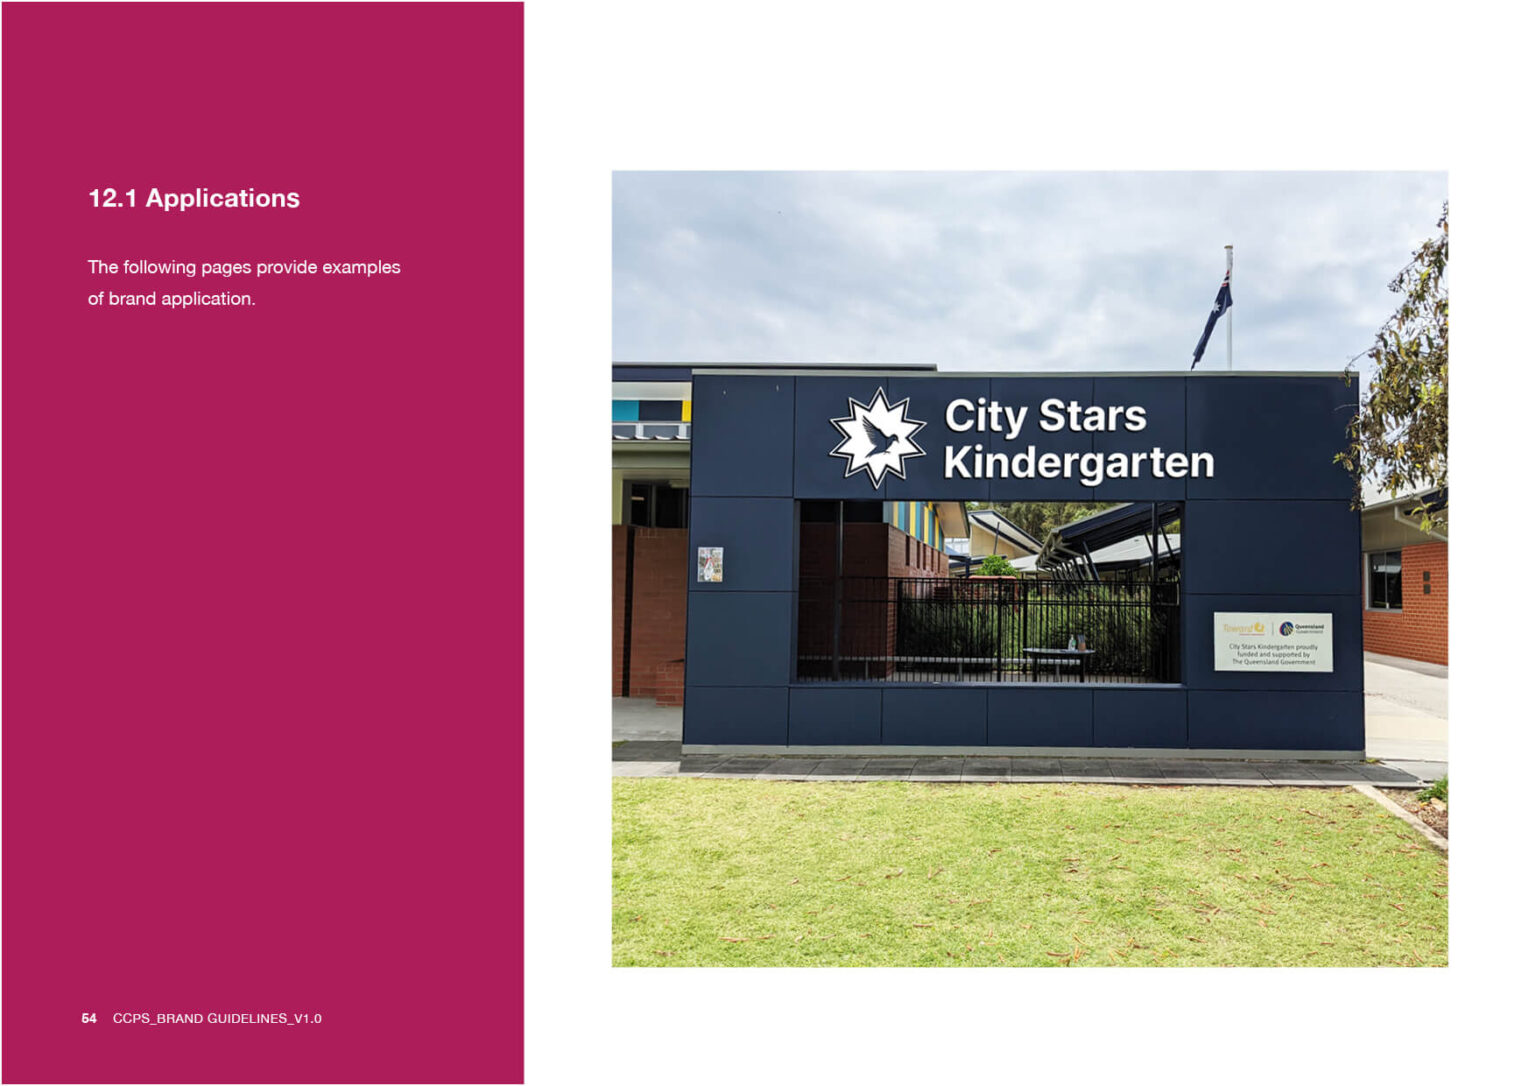 12.1 Applications
The following pages provide examples
of brand application.
City Stars
Kindergarten
Queensland
Government
City Stars Kindergarten proudly
funded and supported by
The Queensland Government
54 CCPS_BRAND GUIDELINES_V1.0